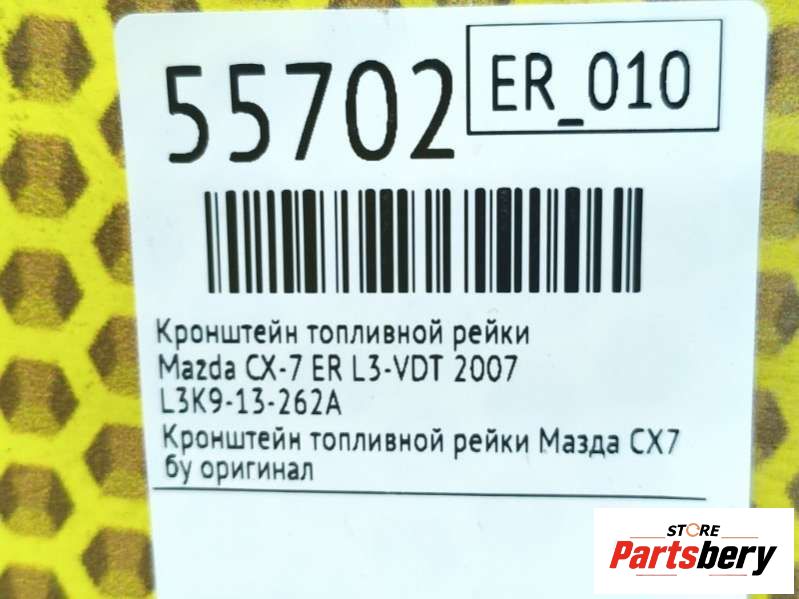 55702
ER_010
Кронштейн топливной рейки
Mazda CX-7 ER L3-VDT 2007
L3K9-13-262A
Кронштейн топливной рейки Мазда CX7
бу оригинал
STORE
Partsbery